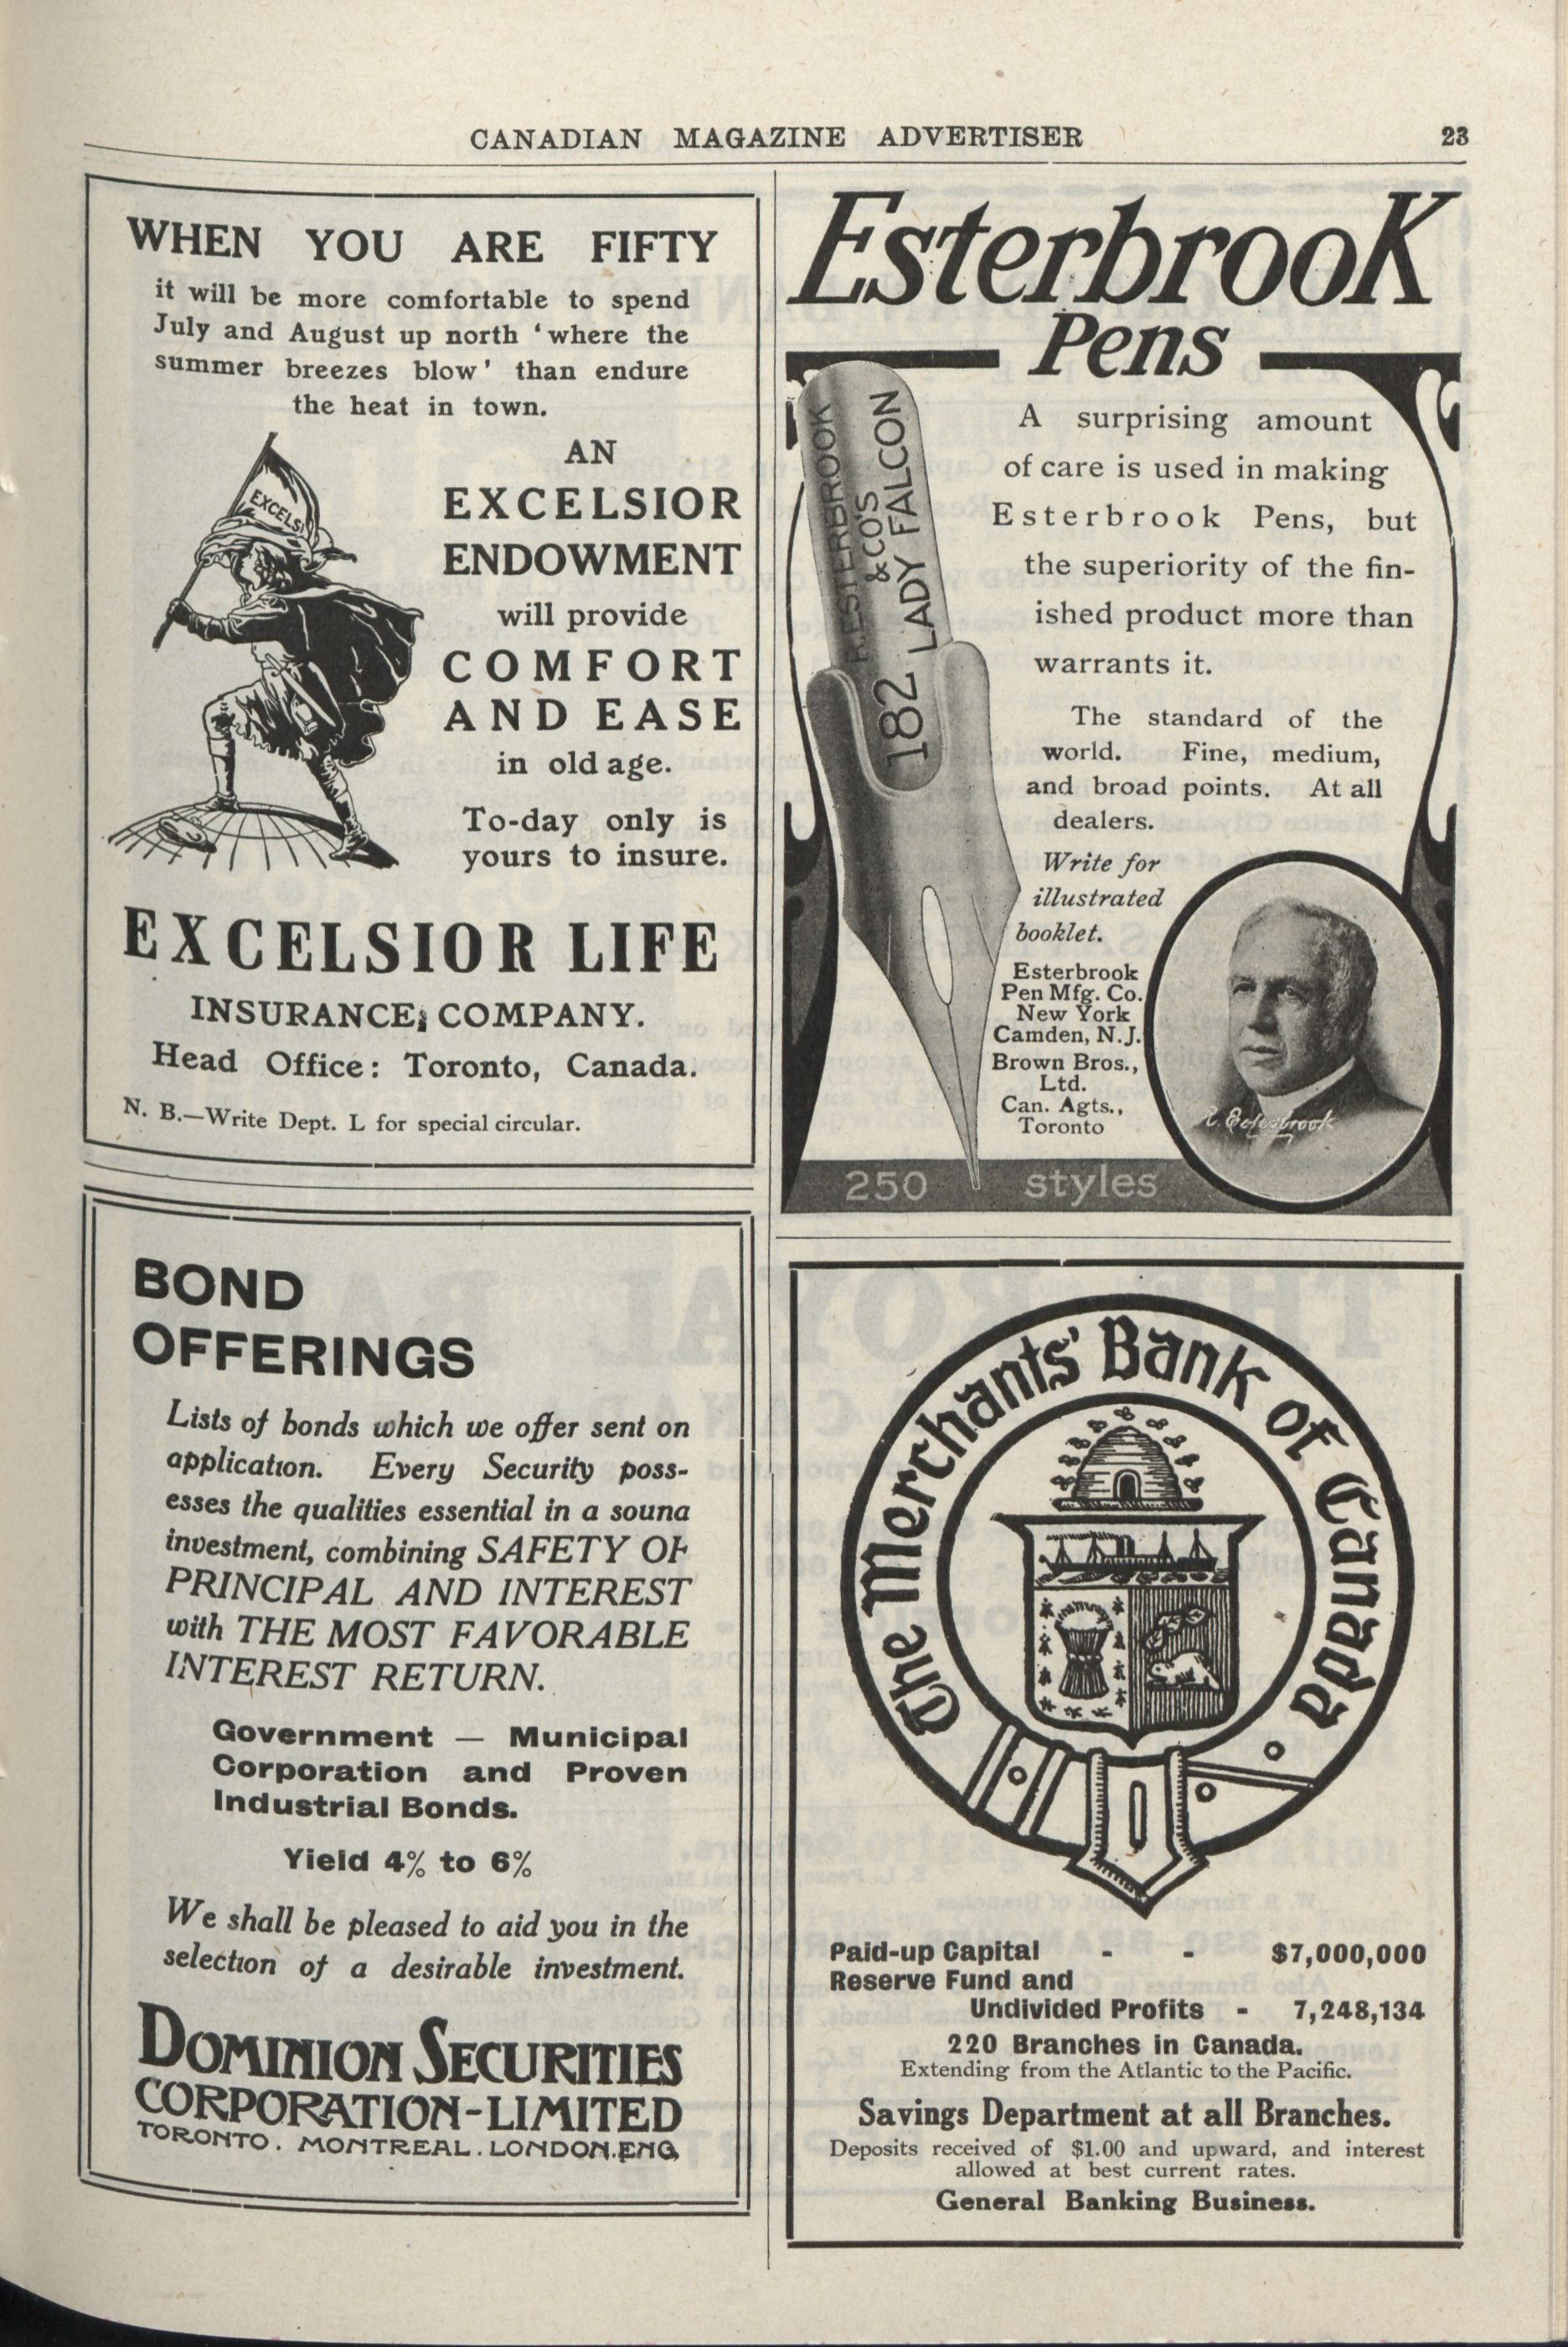 CANADIAN MAGAZINE ADVERTISER 23
WHEN YOU ARE FIFTY
it will be more comfortable to spend
July and August up north ‘where the
summer breezes blow’ than endure
the heat in town.
EXCELSI
AN
EXCELSIOR
ENDOWMENT
will provide
COMFORT
AND EASE
in old age.
To-day only is
yours to insure.
EXCELSIOR LIFE
INSURANCE COMPANY.
Head Office: Toronto, Canada.
N. B.—Write Dept. L for special circular.
BOND
OFFERINGS
Lists of bonds which we offer sent on
application. Every Security poss-
esses the qualities essential in a souna
investment, combining SAFETY OF
PRINCIPAL AND INTEREST
with THE MOST FAVORABLE
INTEREST RETURN.
Government — Municipal
Corporation and Proven
Industrial Bonds.
Yield 4% to 6%
We shall be pleased to aid you in the
selection of a desirable investment.
DOMINION SECURITIES
CORPORATION-LIMITED
TORONTO. MONTREAL. LONDON. ENG
Esterbrook
Pens
R. ESTERBROOK
& CO'S
LADY FALCON
182
A surprising amount
of care is used in making
Esterbrook Pens, but
the superiority of the fin-
ished product more than
warrants it.
The standard of the
world. Fine, medium,
and broad points. At all
dealers.
Write for
illustrated
booklet.
Esterbrook
Pen Mfg. Co.
New York
Camden, N.J.
Brown Bros.,
Ltd.
Can. Agts.,
Toronto
R. Esterbrook
250 styles
The Merchants' Bank of Canada
Paid-up Capital - - $7,000,000
Reserve Fund and
Undivided Profits - 7,248,134
220 Branches in Canada.
Extending from the Atlantic to the Pacific.
Savings Department at all Branches.
Deposits received of $1.00 and upward, and interest
allowed at best current rates.
General Banking Business.